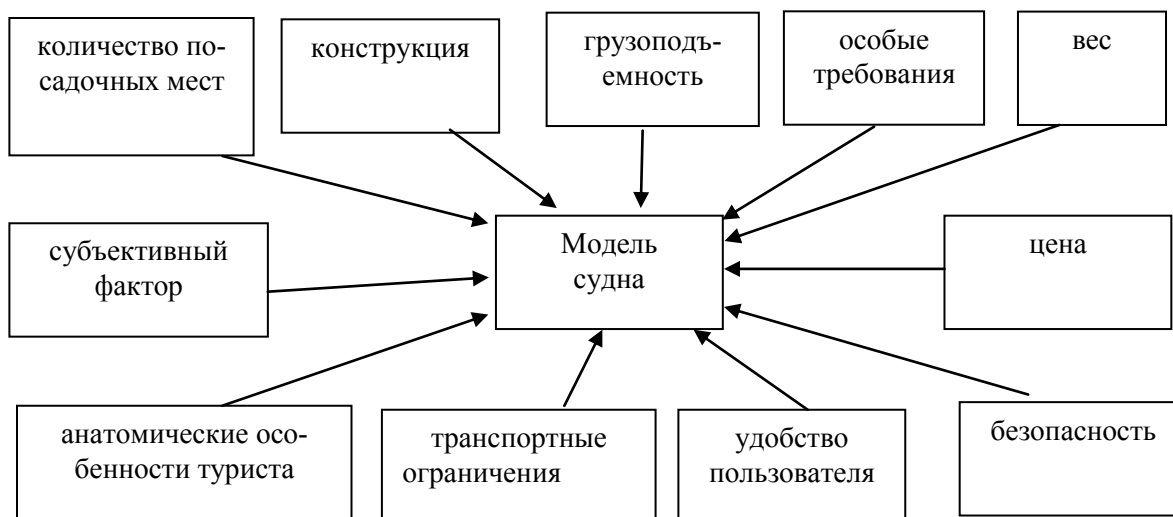 количество по-
садочных мест
конструкция
грузоподъ-
емность
особые
требования
вес
субъективный
фактор
Модель
судна
цена
анатомические осо-
бенности туриста
транспортные
ограничения
удобство
пользователя
безопасность